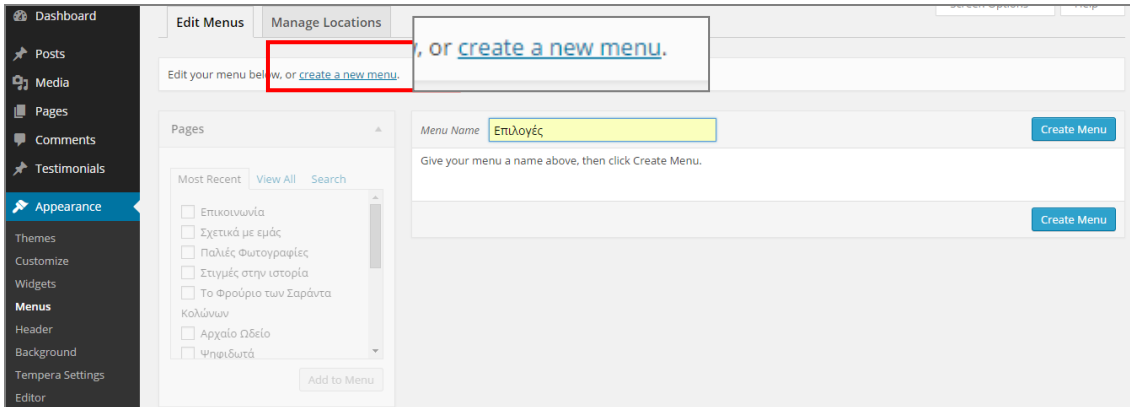 Dashboard
Posts
Media
Pages
Comments
Testimonials
Appearance
Themes
Customize
Widgets
Menus
Header
Background
Tempera Settings
Editor
Edit Menus Manage Locations
Edit your menu below, or create a new menu.
, or create a new menu.
Pages
Most Recent View All Search
Επικοινωνία
Σχετικά με εμάς
Παλιές Φωτογραφίες
Στιγμές στην ιστορία
Το Φρούριο των Σαράντα
Κολώνων
Αρχαίο Ωδείο
Ψηφιδωτά
Add to Menu
Menu Name Επιλογές Create Menu
Give your menu a name above, then click Create Menu.
Create Menu